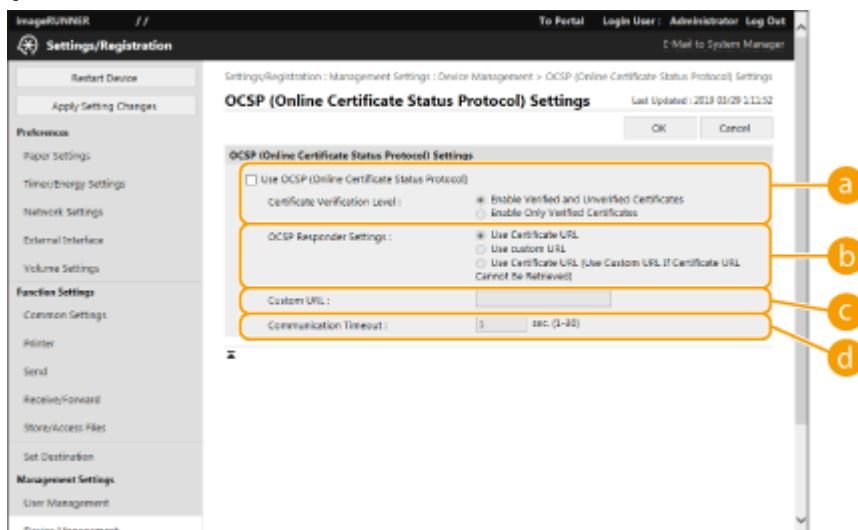 imageRUNNER // To Portal Login User : Administrator Log Out
Settings/Registration E-Mail to System Manager
Restart Device
Apply Setting Changes
Preferences
Paper Settings
Timer/Energy Settings
Network Settings
External Interface
Volume Settings
Function Settings
Common Settings
Printer
Send
Receive/Forward
Store/Access Files
Set Destination
Management Settings
User Management
Device Management
Settings/Registration : Management Settings : Device Management > OCSP (Online Certificate Status Protocol) Settings
OCSP (Online Certificate Status Protocol) Settings Last Updated :
OK Cancel
OCSP (Online Certificate Status Protocol) Settings
Use OCSP (Online Certificate Status Protocol)
Certificate Verification Level : Enable Verified and Unverified Certificates
Enable Only Verified Certificates
OCSP Responder Settings : Use Certificate URL
Use custom URL
Use Certificate URL (Use Custom URL If Certificate URL
Cannot Be Retrieved)
Custom URL :
Communication Timeout : 3 sec. (1-30)
a
b
c
d